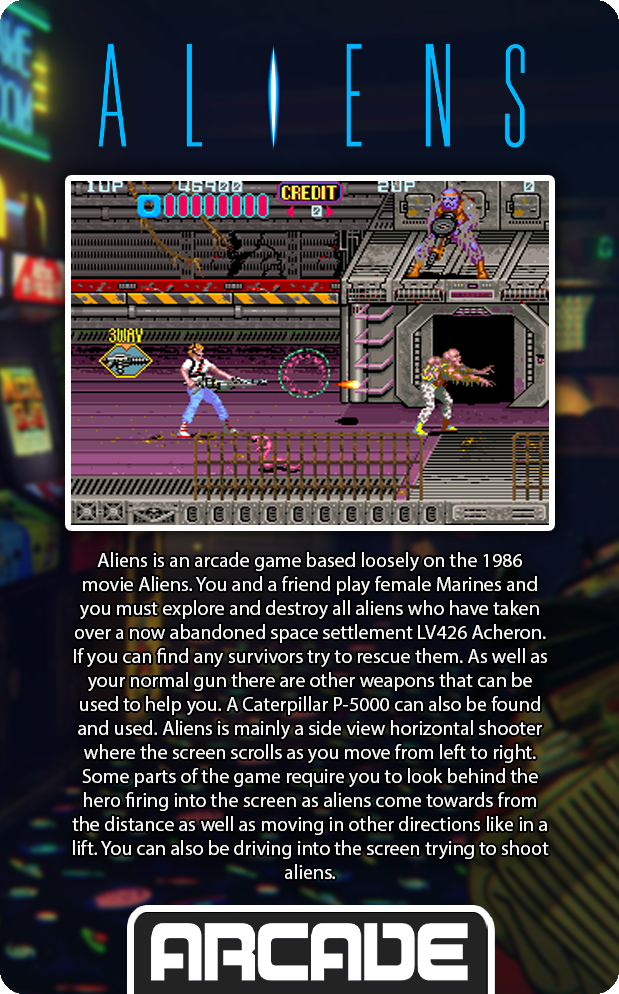 ALIENS
1UP 46900 CREDIT 2UP 0
0
3WAY
Aliens is an arcade game based loosely on the 1986
movie Aliens. You and a friend play female Marines and
you must explore and destroy all aliens who have taken
over a now abandoned space settlement LV426 Acheron.
If you can find any survivors try to rescue them. As well as
your normal gun there are other weapons that can be
used to help you. A Caterpillar P-5000 can also be found
and used. Aliens is mainly a side view horizontal shooter
where the screen scrolls as you move from left to right.
Some parts of the game require you to look behind the
hero firing into the screen as aliens come towards from
the distance as well as moving in other directions like in a
lift. You can also be driving into the screen trying to shoot
aliens.
ARCADE